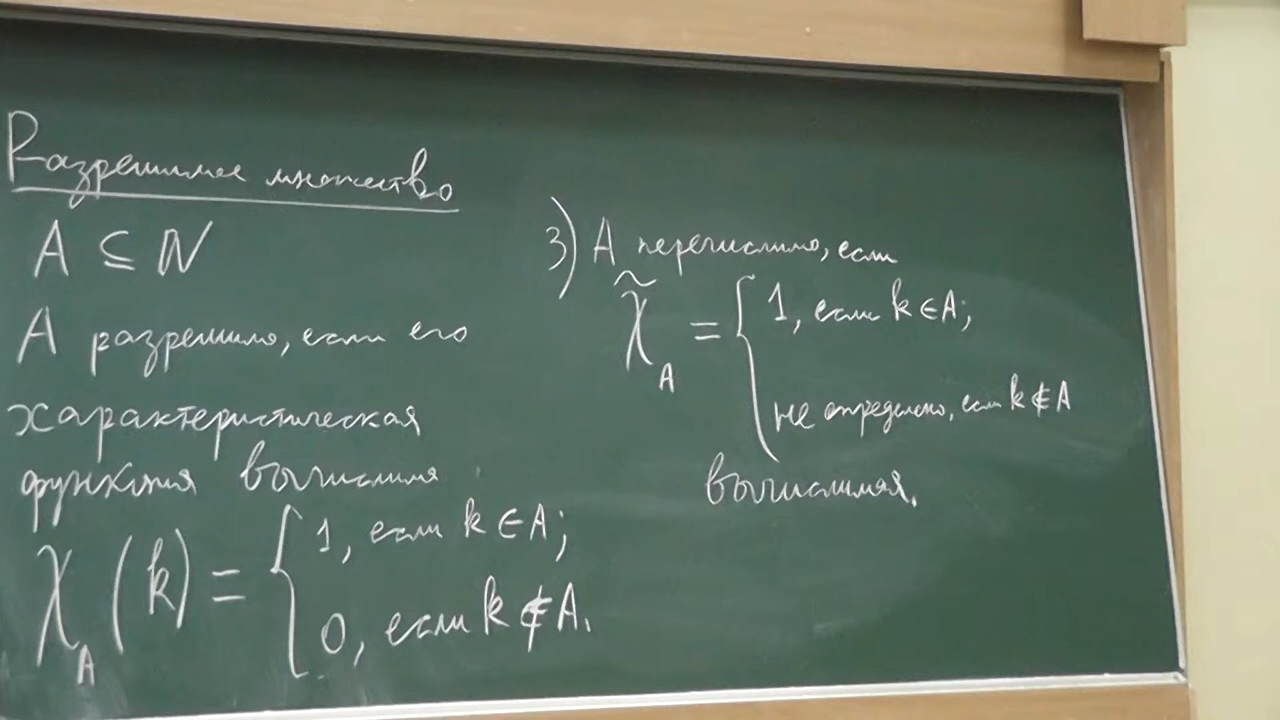 Разрешимое множество
A ⊆ ℕ
A разрешимо, если его
характеристическая
функция вычислимая
χ_A (k) = { 1, если k ∈ A;
0, если k ∉ A.
3) A перечислимо, если
χ̃_A = { 1, если k ∈ A;
не определено, если k ∉ A
вычислимая.